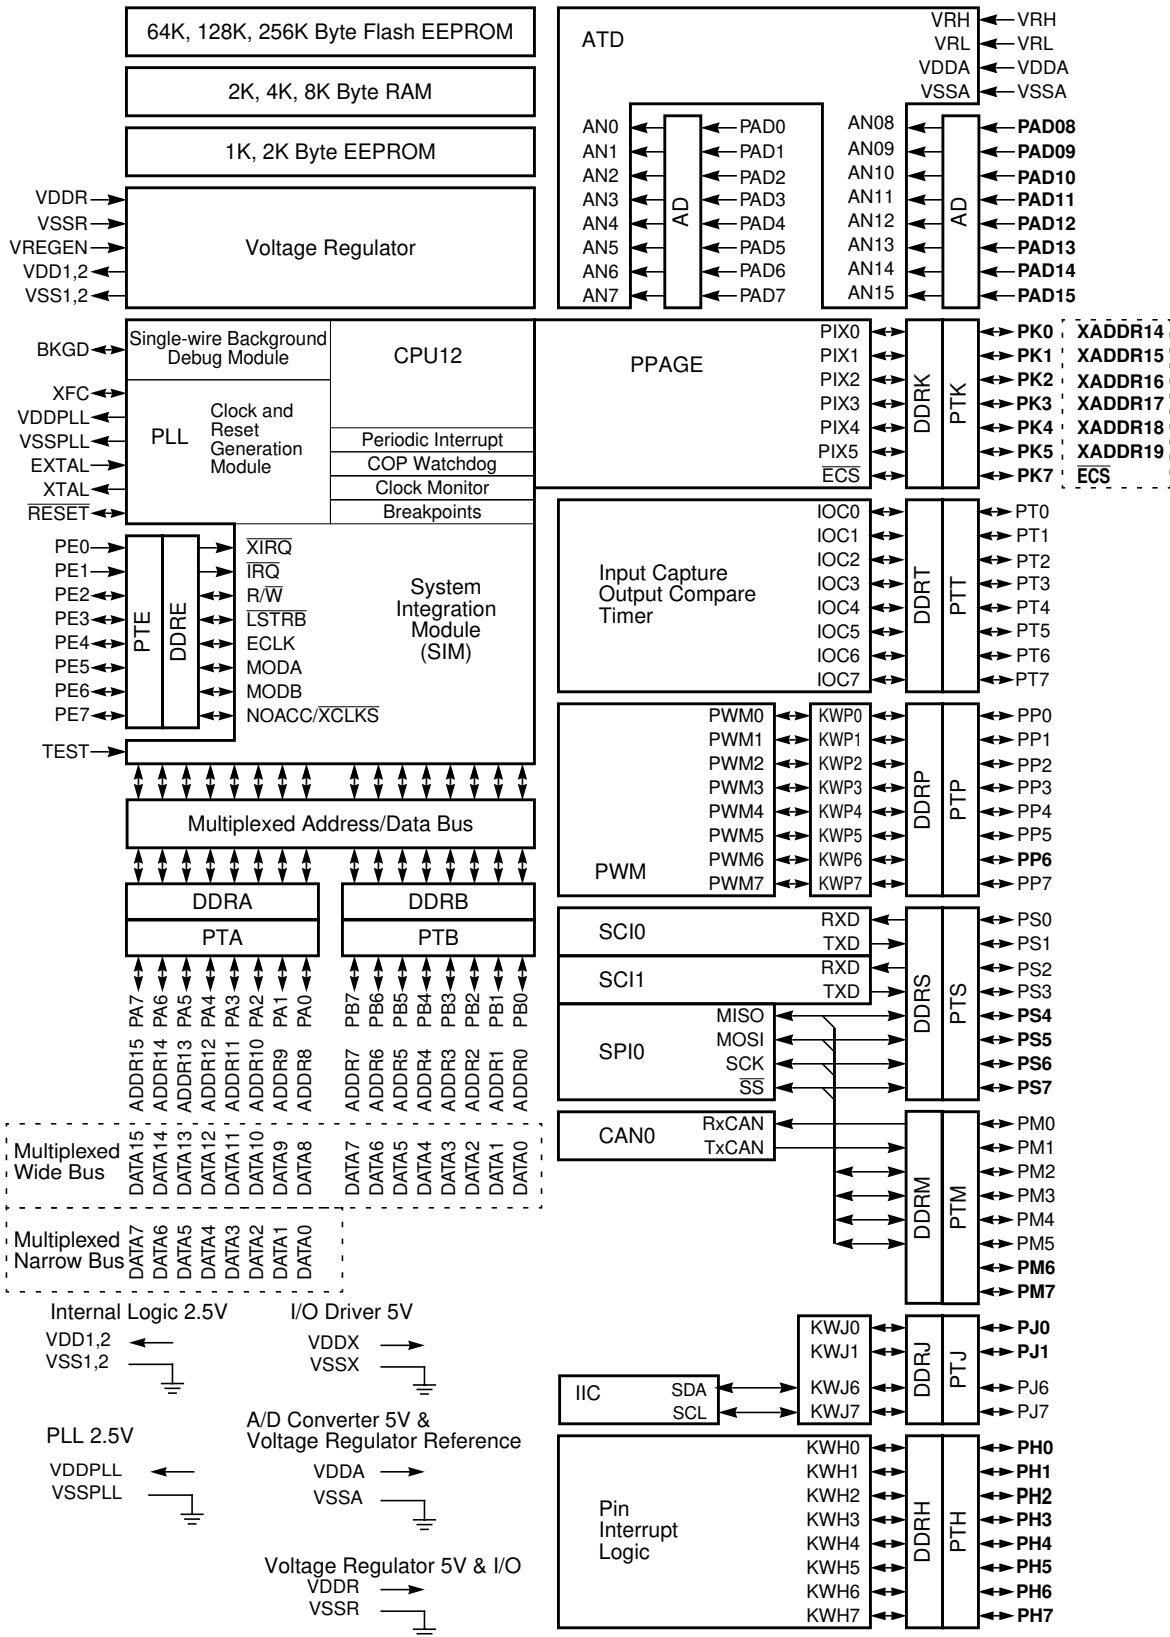 64K, 128K, 256K Byte Flash EEPROM
2K, 4K, 8K Byte RAM
1K, 2K Byte EEPROM
VDDR
VSSR
VREGEN
VDD1,2
VSS1,2
Voltage Regulator
BKGD
XFC
VDDPLL
VSSPLL
EXTAL
XTAL
RESET
Single-wire Background
Debug Module
CPU12
PLL
Clock and
Reset
Generation
Module
Periodic Interrupt
COP Watchdog
Clock Monitor
Breakpoints
PE0
PE1
PE2
PE3
PE4
PE5
PE6
PE7
TEST
PTE
DDRE
XIRQ
IRQ
R/W
LSTRB
ECLK
MODA
MODB
NOACC/XCLKS
System
Integration
Module
(SIM)
Multiplexed Address/Data Bus
DDRA
PTA
DDRB
PTB
PA7
PA6
PA5
PA4
PA3
PA2
PA1
PA0
PB7
PB6
PB5
PB4
PB3
PB2
PB1
PB0
ADDR15
ADDR14
ADDR13
ADDR12
ADDR11
ADDR10
ADDR9
ADDR8
ADDR7
ADDR6
ADDR5
ADDR4
ADDR3
ADDR2
ADDR1
ADDR0
Multiplexed
Wide Bus
DATA15
DATA14
DATA13
DATA12
DATA11
DATA10
DATA9
DATA8
DATA7
DATA6
DATA5
DATA4
DATA3
DATA2
DATA1
DATA0
Multiplexed
Narrow Bus
DATA7
DATA6
DATA5
DATA4
DATA3
DATA2
DATA1
DATA0
Internal Logic 2.5V
VDD1,2
VSS1,2
I/O Driver 5V
VDDX
VSSX
PLL 2.5V
VDDPLL
VSSPLL
A/D Converter 5V &
Voltage Regulator Reference
VDDA
VSSA
Voltage Regulator 5V & I/O
VDDR
VSSR
ATD
VRH
VRL
VDDA
VSSA
VRH
VRL
VDDA
VSSA
AN0
AN1
AN2
AN3
AN4
AN5
AN6
AN7
AD
PAD0
PAD1
PAD2
PAD3
PAD4
PAD5
PAD6
PAD7
AN08
AN09
AN10
AN11
AN12
AN13
AN14
AN15
AD
PAD08
PAD09
PAD10
PAD11
PAD12
PAD13
PAD14
PAD15
PPAGE
PIX0
PIX1
PIX2
PIX3
PIX4
PIX5
ECS
DDRK
PTK
PK0
PK1
PK2
PK3
PK4
PK5
PK7
XADDR14
XADDR15
XADDR16
XADDR17
XADDR18
XADDR19
ECS
Input Capture
Output Compare
Timer
IOC0
IOC1
IOC2
IOC3
IOC4
IOC5
IOC6
IOC7
DDRT
PTT
PT0
PT1
PT2
PT3
PT4
PT5
PT6
PT7
PWM
PWM0
PWM1
PWM2
PWM3
PWM4
PWM5
PWM6
PWM7
KWP0
KWP1
KWP2
KWP3
KWP4
KWP5
KWP6
KWP7
DDRP
PTP
PP0
PP1
PP2
PP3
PP4
PP5
PP6
PP7
SCI0
RXD
TXD
SCI1
RXD
TXD
SPI0
MISO
MOSI
SCK
SS
DDRS
PTS
PS0
PS1
PS2
PS3
PS4
PS5
PS6
PS7
CAN0
RxCAN
TxCAN
DDRM
PTM
PM0
PM1
PM2
PM3
PM4
PM5
PM6
PM7
IIC
SDA
SCL
KWJ0
KWJ1
KWJ6
KWJ7
DDRJ
PTJ
PJ0
PJ1
PJ6
PJ7
Pin
Interrupt
Logic
KWH0
KWH1
KWH2
KWH3
KWH4
KWH5
KWH6
KWH7
DDRH
PTH
PH0
PH1
PH2
PH3
PH4
PH5
PH6
PH7